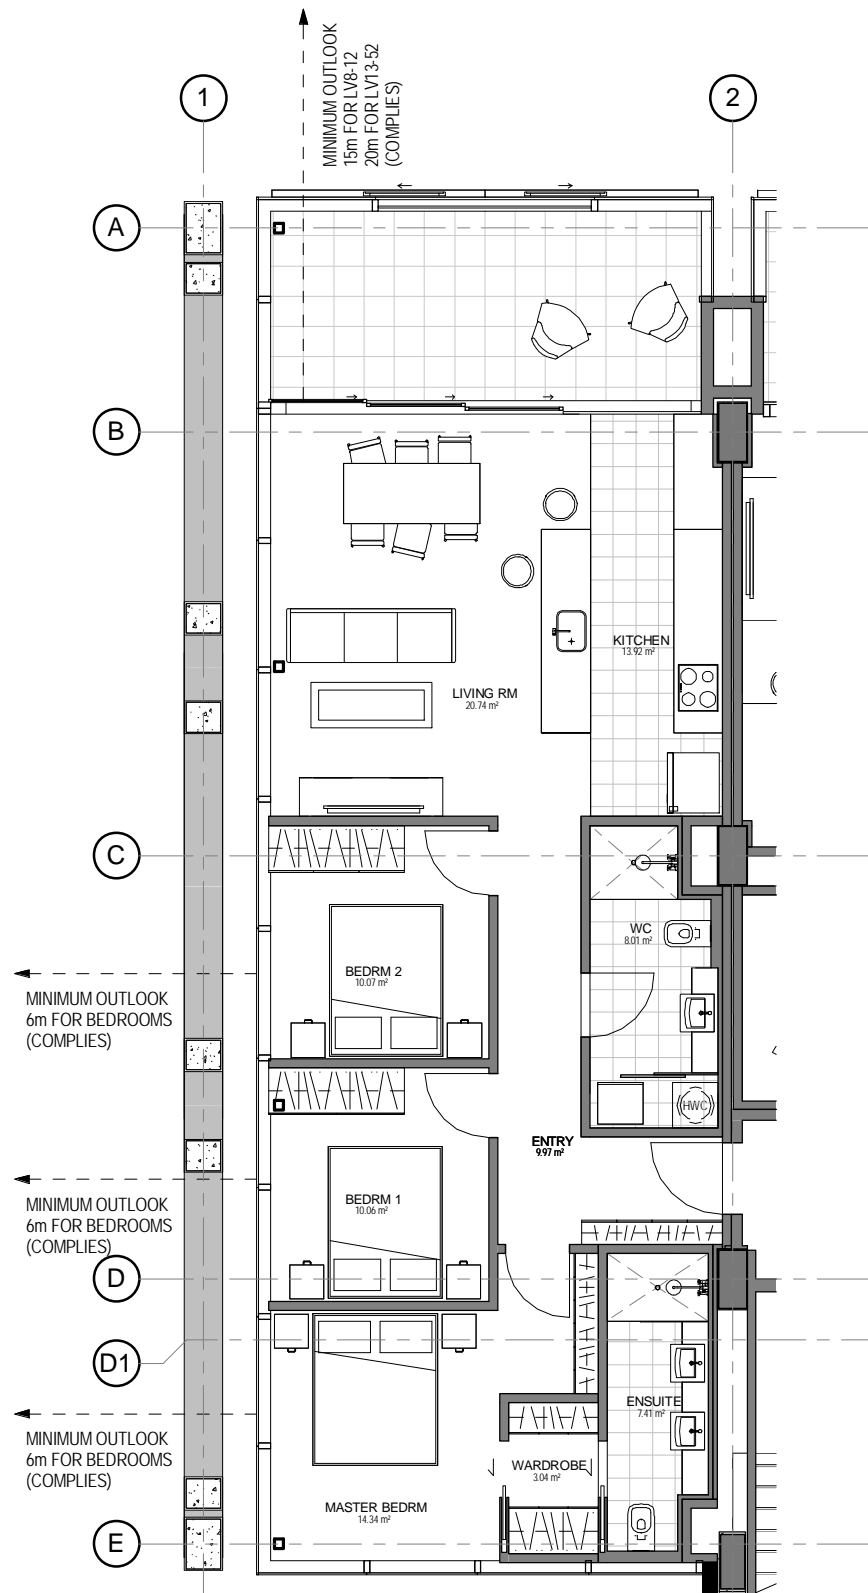 MINIMUM OUTLOOK
15m FOR LV8-12
20m FOR LV13-52
(COMPLIES)
1
2
A
B
KITCHEN
13.92 m²
LIVING RM
20.74 m²
C
WC
8.01 m²
BEDRM 2
10.07 m²
MINIMUM OUTLOOK
6m FOR BEDROOMS
(COMPLIES)
HWC
ENTRY
9.97 m²
BEDRM 1
10.06 m²
MINIMUM OUTLOOK
6m FOR BEDROOMS
(COMPLIES)
D
D1
ENSUITE
7.41 m²
MINIMUM OUTLOOK
6m FOR BEDROOMS
(COMPLIES)
WARDROBE
3.04 m²
MASTER BEDRM
14.34 m²
E